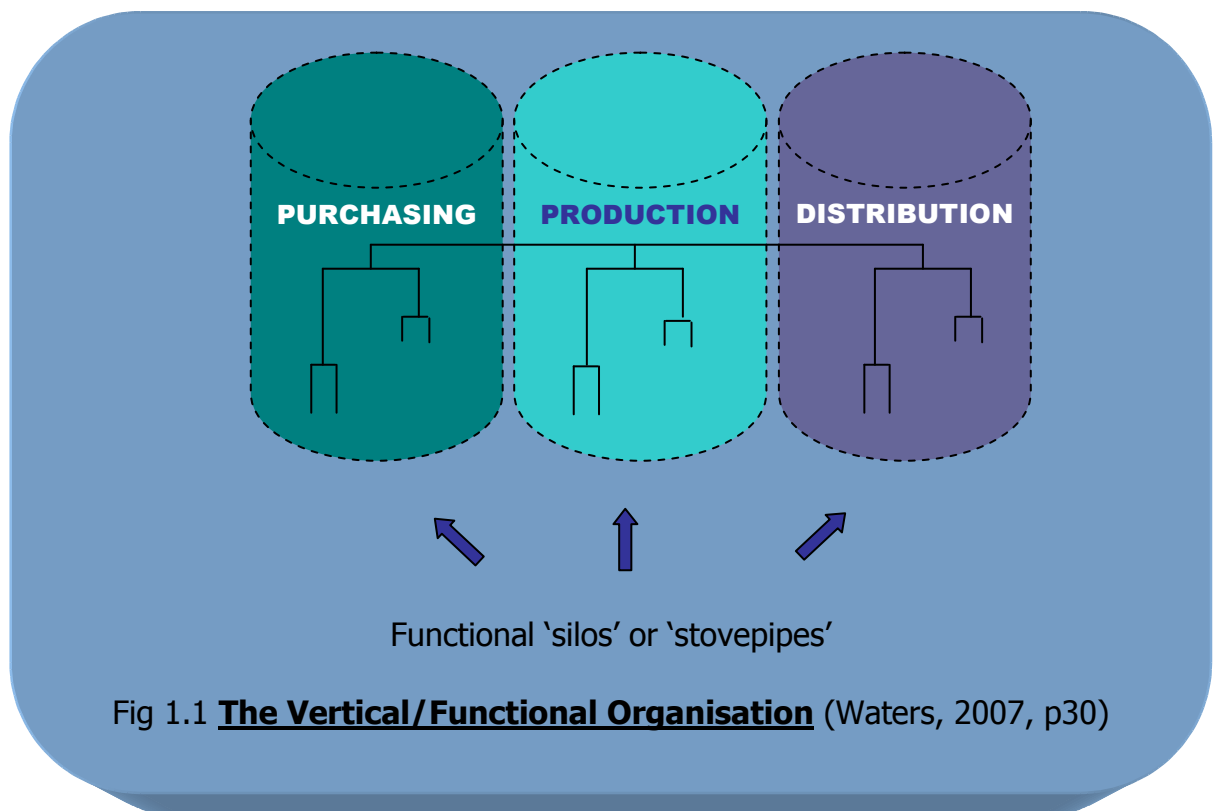 PURCHASING PRODUCTION DISTRIBUTION
Functional ‘silos’ or ‘stovepipes’
Fig 1.1 The Vertical/Functional Organisation (Waters, 2007, p30)